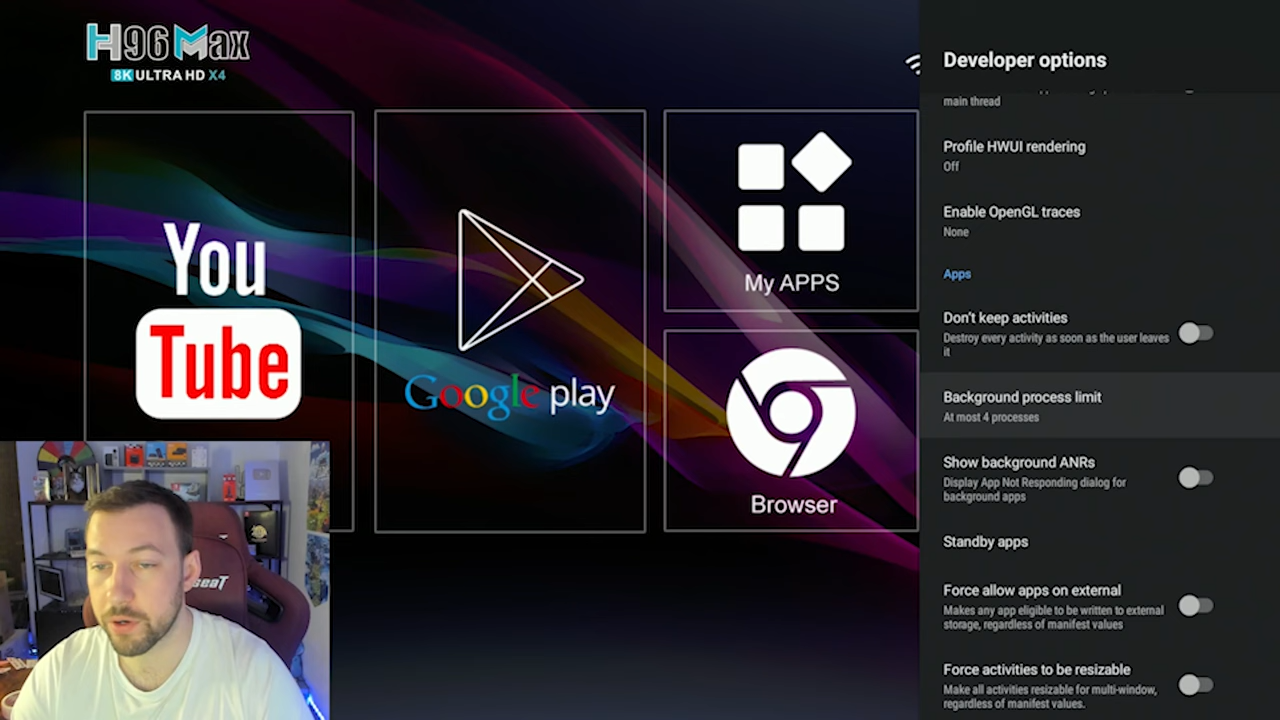 H96 Max
8K ULTRA HD X4
You
Tube
Google play
My APPS
Browser
seaT
Developer options
main thread
Profile HWUI rendering
Off
Enable OpenGL traces
None
Apps
Don't keep activities
Destroy every activity as soon as the user leaves
it
Background process limit
At most 4 processes
Show background ANRs
Display App Not Responding dialog for
background apps
Standby apps
Force allow apps on external
Makes any app eligible to be written to external
storage, regardless of manifest values
Force activities to be resizable
Make all activities resizable for multi-window,
regardless of manifest values.